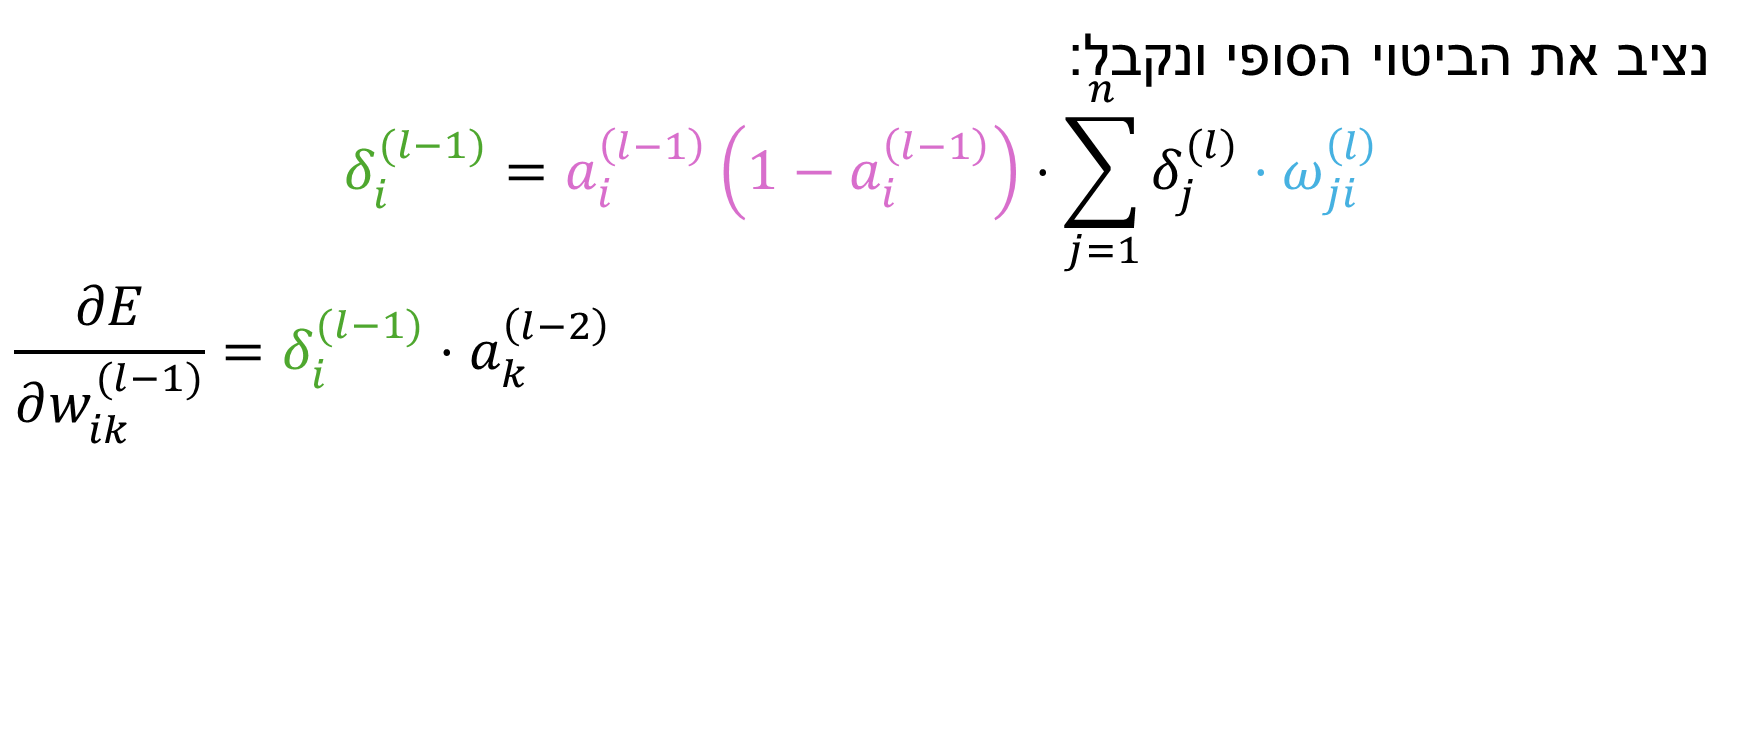 נציב את הביטוי הסופי ונקבל:
δ_i^{(l−1)} = a_i^{(l−1)} (1 − a_i^{(l−1)}) · ∑_{j=1}^{n} δ_j^{(l)} · ω_{ji}^{(l)}
∂E / ∂w_{ik}^{(l−1)} = δ_i^{(l−1)} · a_k^{(l−2)}